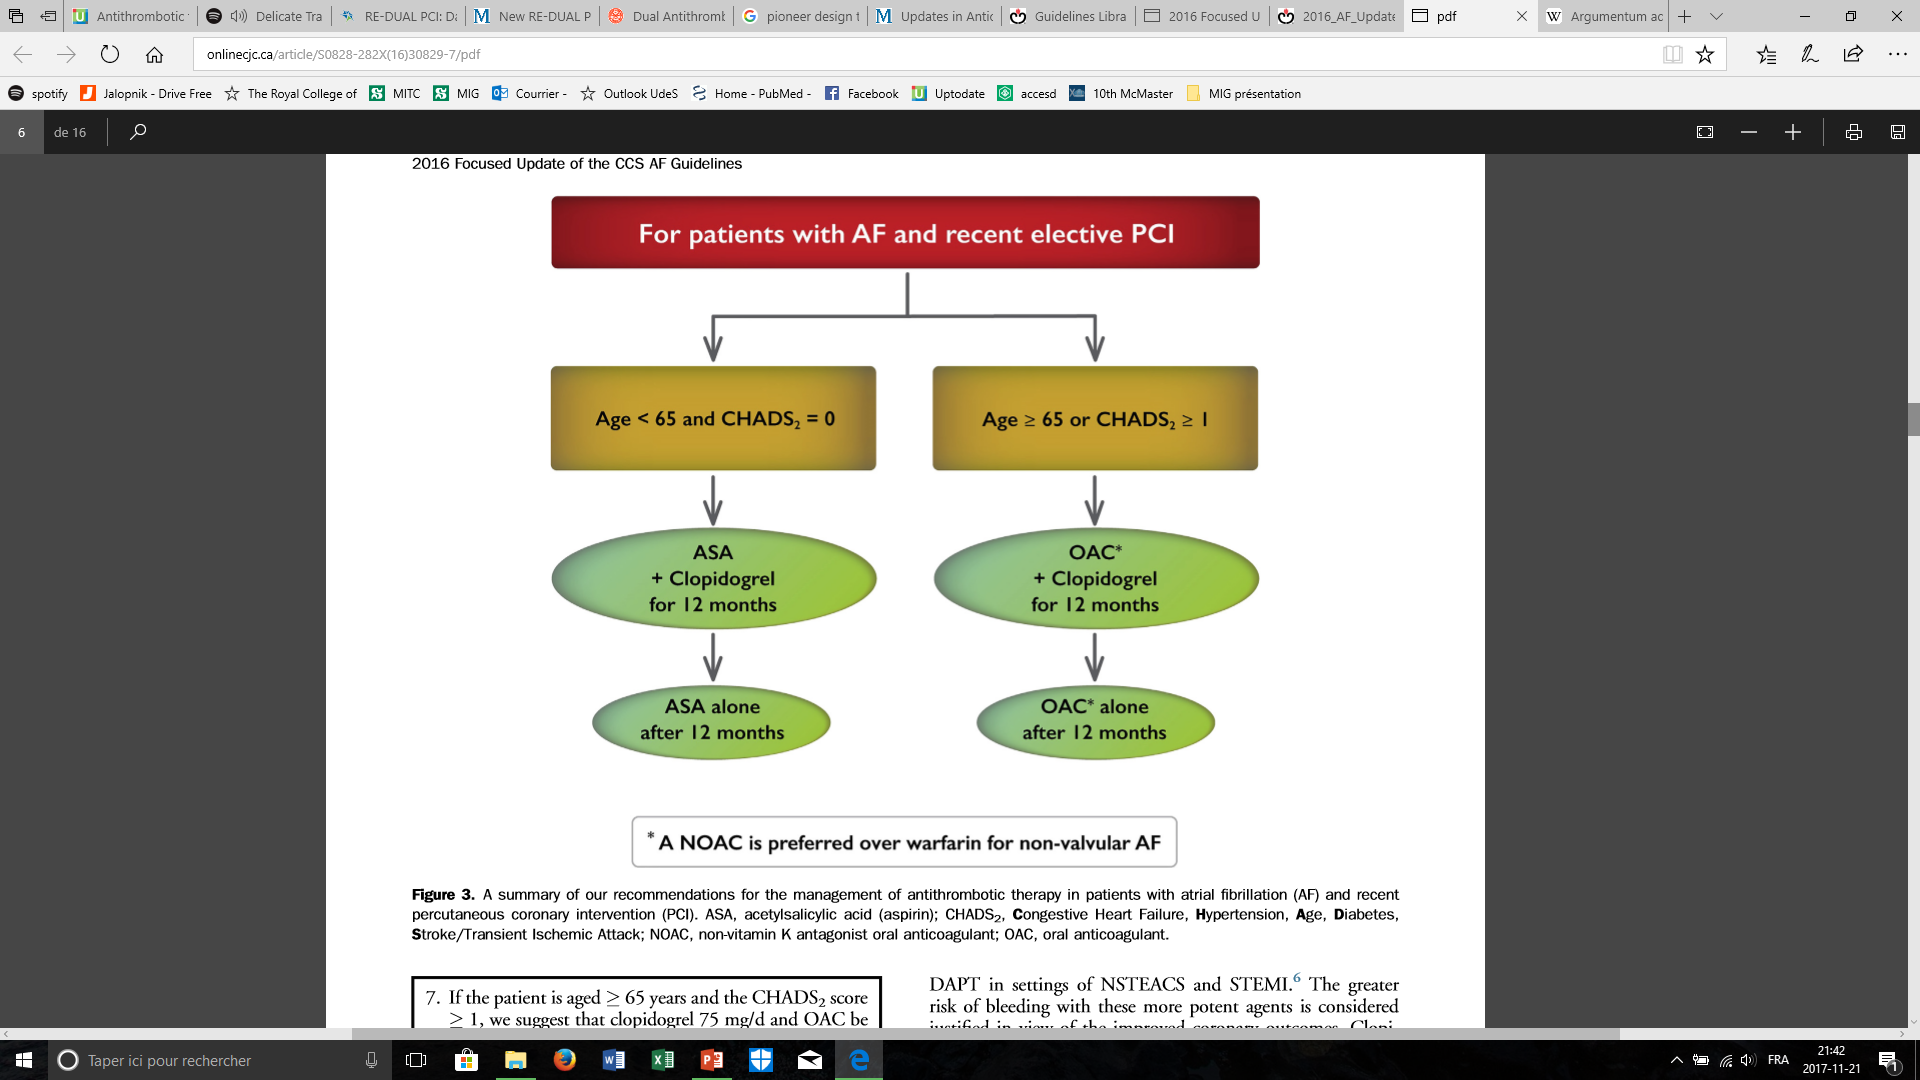 Antithrombotic
Delicate Tra
RE-DUAL PCI: Da
New RE-DUAL P
Dual Antithromb
pioneer design t
Updates in Antic
Guidelines Libra
2016 Focused U
2016_AF_Update
pdf
Argumentum ac
onlinecjc.ca/article/S0828-282X(16)30829-7/pdf
spotify
Jalopnik - Drive Free
The Royal College of
MITC
MIG
Courrier -
Outlook UdeS
Home - PubMed -
Facebook
Uptodate
accesd
10th McMaster
MIG présentation
6 de 16
2016 Focused Update of the CCS AF Guidelines
For patients with AF and recent elective PCI
Age < 65 and CHADS₂ = 0
Age ≥ 65 or CHADS₂ ≥ 1
ASA
+ Clopidogrel
for 12 months
OAC*
+ Clopidogrel
for 12 months
ASA alone
after 12 months
OAC* alone
after 12 months
* A NOAC is preferred over warfarin for non-valvular AF
Figure 3. A summary of our recommendations for the management of antithrombotic therapy in patients with atrial fibrillation (AF) and recent
percutaneous coronary intervention (PCI). ASA, acetylsalicylic acid (aspirin); CHADS₂, Congestive Heart Failure, Hypertension, Age, Diabetes,
Stroke/Transient Ischemic Attack; NOAC, non-vitamin K antagonist oral anticoagulant; OAC, oral anticoagulant.
7. If the patient is aged ≥ 65 years and the CHADS₂ score
≥ 1, we suggest that clopidogrel 75 mg/d and OAC be
DAPT in settings of NSTEACS and STEMI.⁶ The greater
risk of bleeding with these more potent agents is considered
justified in view of the improved coronary outcomes. Clopi-
Taper ici pour rechercher
FRA
21:42
2017-11-21
1